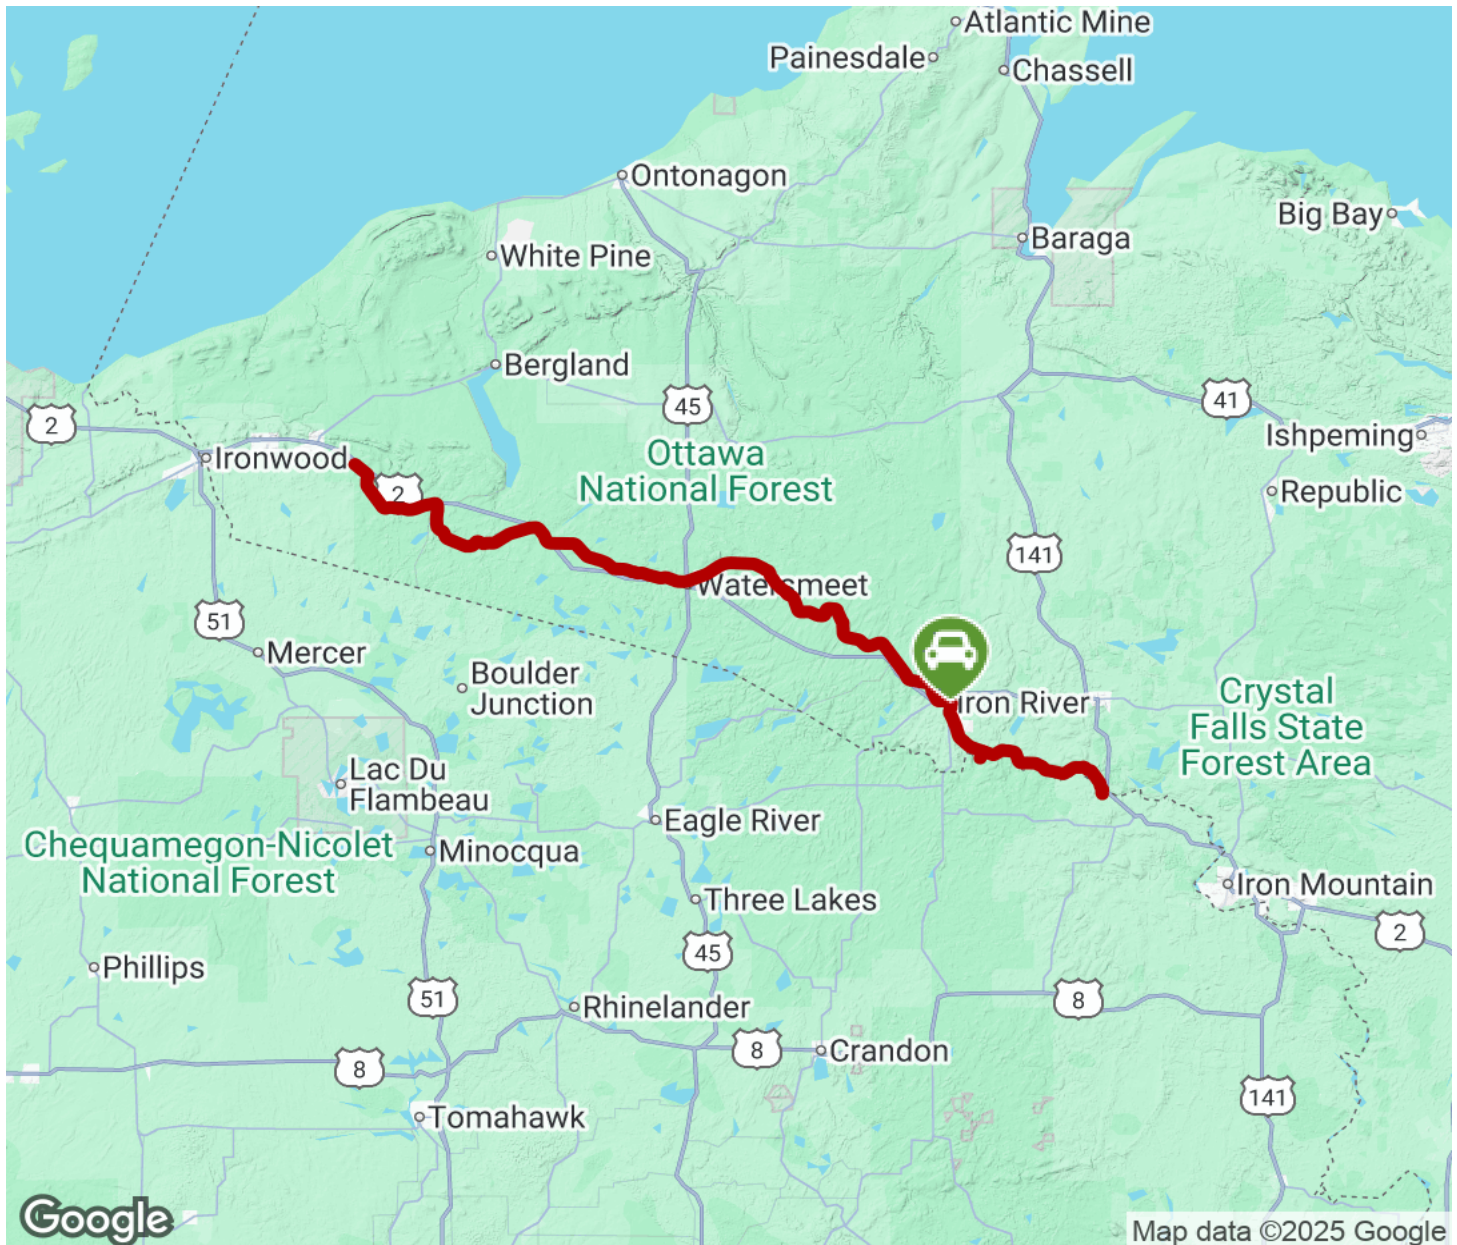 Atlantic Mine
Painesdale
Chassell
Ontonagon
Big Bay
Baraga
White Pine
Bergland
41
45
2
Ishpeming
Ottawa
National Forest
Ironwood
2
Republic
141
Watersmeet
51
Mercer
Boulder
Junction
Crystal
Falls State
Forest Area
Iron River
Lac Du
Flambeau
Eagle River
Chequamegon-Nicolet
National Forest
Minocqua
Iron Mountain
Three Lakes
2
45
Phillips
51
8
Rhinelander
8
Crandon
8
141
Tomahawk
Google
Map data ©2025 Google